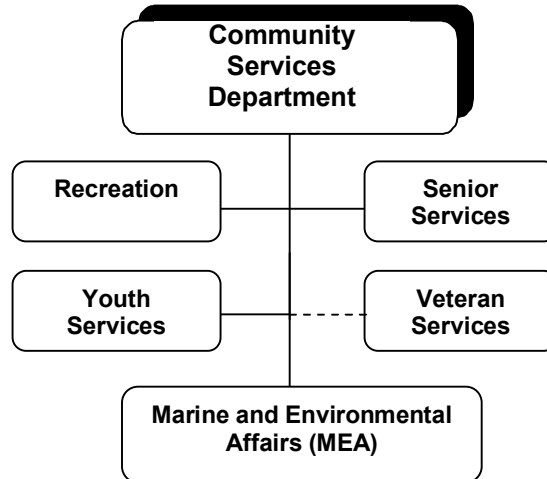 Community
Services
Department
Recreation
Senior
Services
Youth
Services
Veteran
Services
Marine and Environmental
Affairs (MEA)